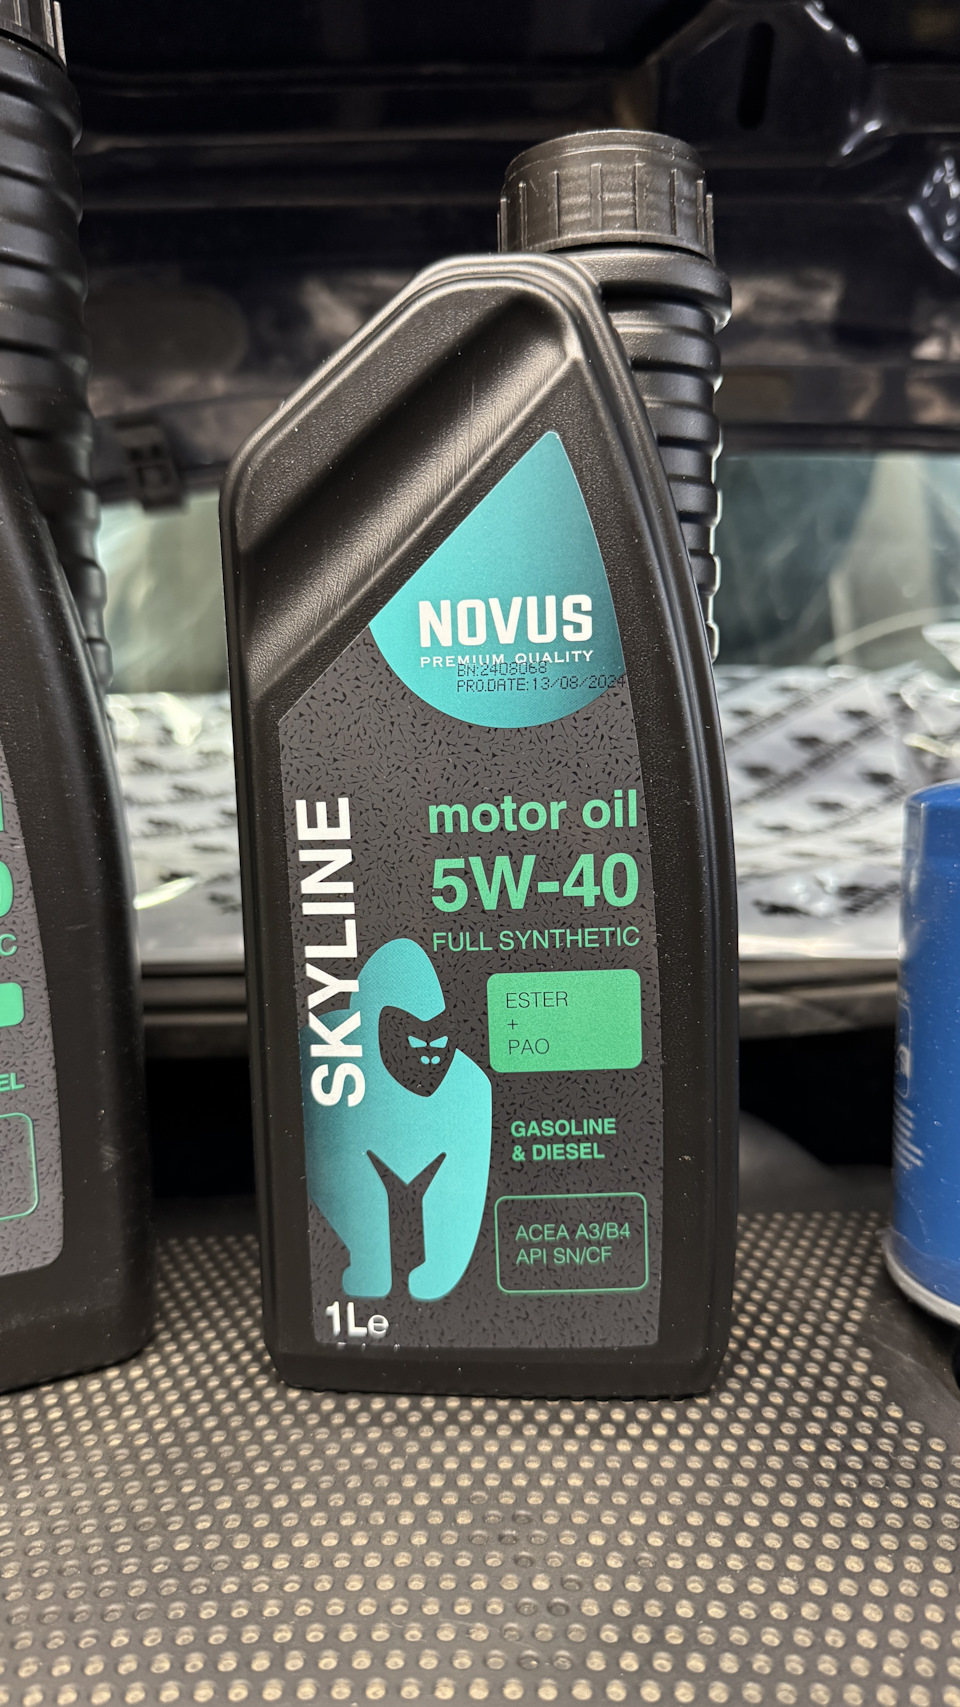 NOVUS
PREMIUM QUALITY
BN:2408068
PRO.DATE:13/08/2024
motor oil
5W-40
FULL SYNTHETIC
SKYLINE
ESTER
+
PAO
GASOLINE
& DIESEL
ACEA A3/B4
API SN/CF
1Le